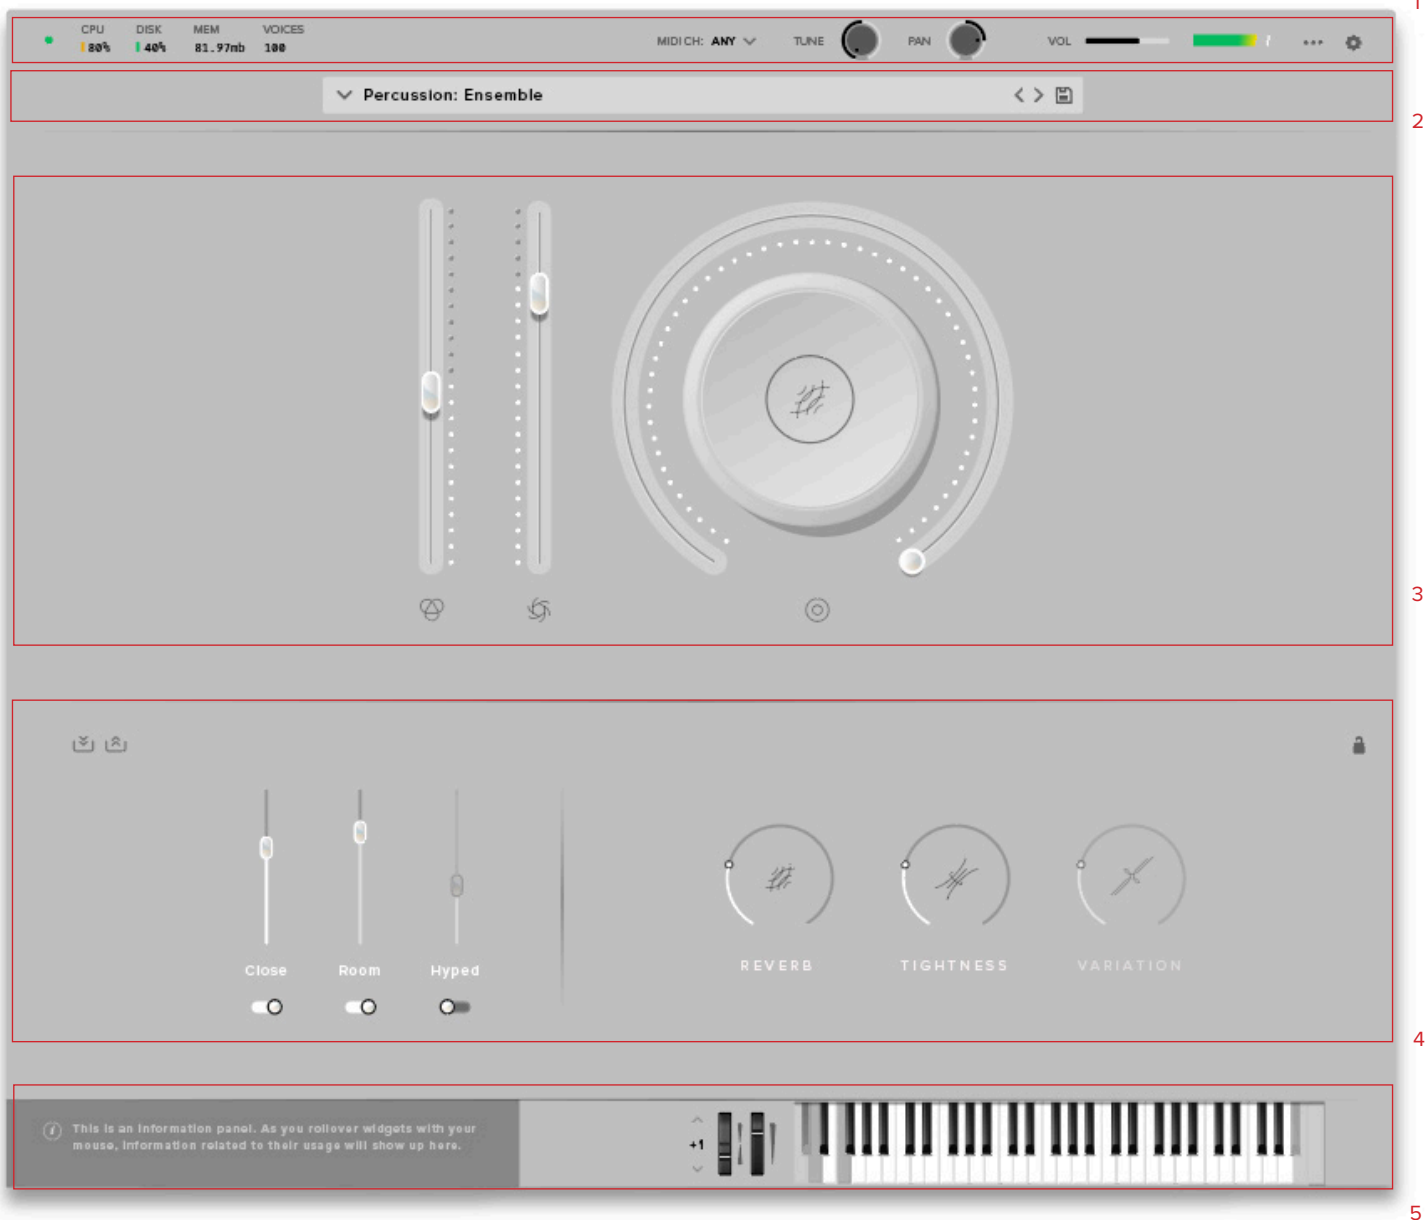 1
CPU DISK MEM VOICES
80% 40% 81.97mb 100
MIDI CH: ANY TUNE PAN VOL
Percussion: Ensemble
2
3
Close Room Hyped
REVERB TIGHTNESS VARIATION
4
This is an information panel. As you rollover widgets with your
mouse, information related to their usage will show up here.
+1
5